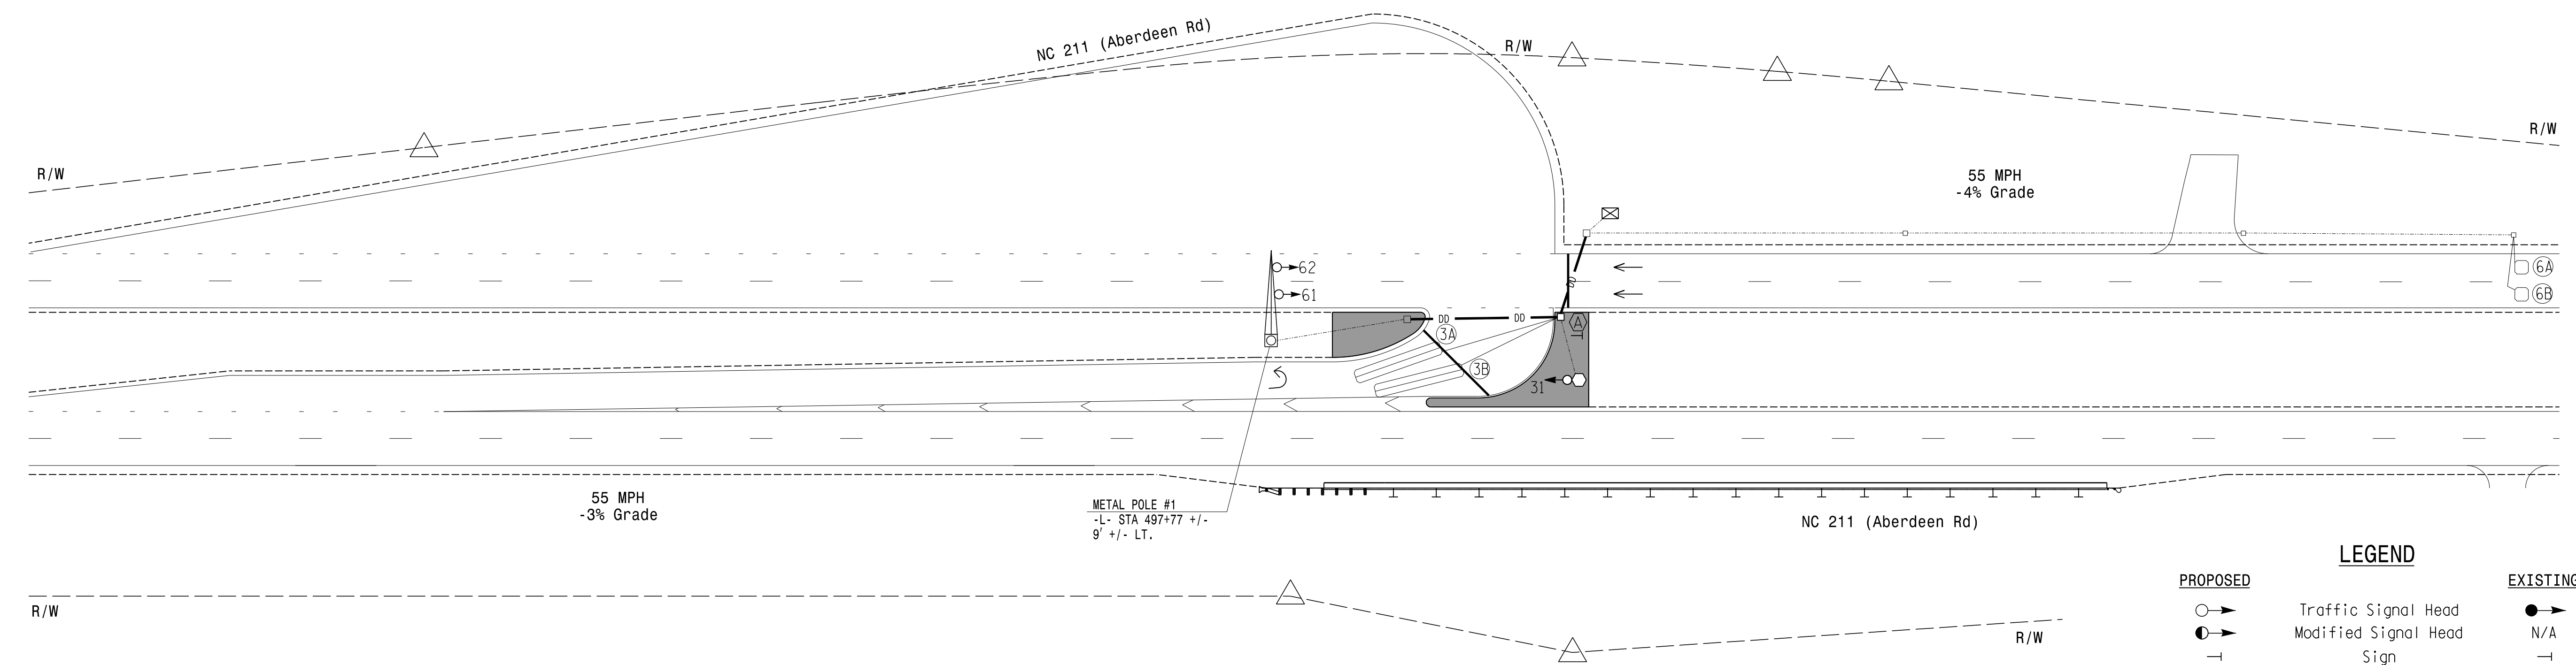 NC 211 (Aberdeen Rd)
R/W
R/W
R/W
55 MPH
-4% Grade
62
61
6A
6B
DD
DD
DD
A
3A
3B
31
METAL POLE #1
-L- STA 497+77 +/-
9' +/- LT.
55 MPH
-3% Grade
NC 211 (Aberdeen Rd)
R/W
R/W
LEGEND
PROPOSED
EXISTING
Traffic Signal Head
Modified Signal Head
N/A
Sign